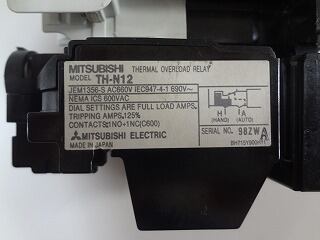 MITSUBISHI THERMAL OVERLOAD RELAY
MODEL TH-N12
JEM1356-S AC660V IEC947-4-1 690V~
NEMA ICS 600VAC
DIAL SETTINGS ARE FULL LOAD AMPS.
TRIPPING AMPS.125%
CONTACTS:1NO+1NC(C600)
H A
(HAND) (AUTO)
MITSUBISHI ELECTRIC
SERIAL NO. 98ZW A
MADE IN JAPAN